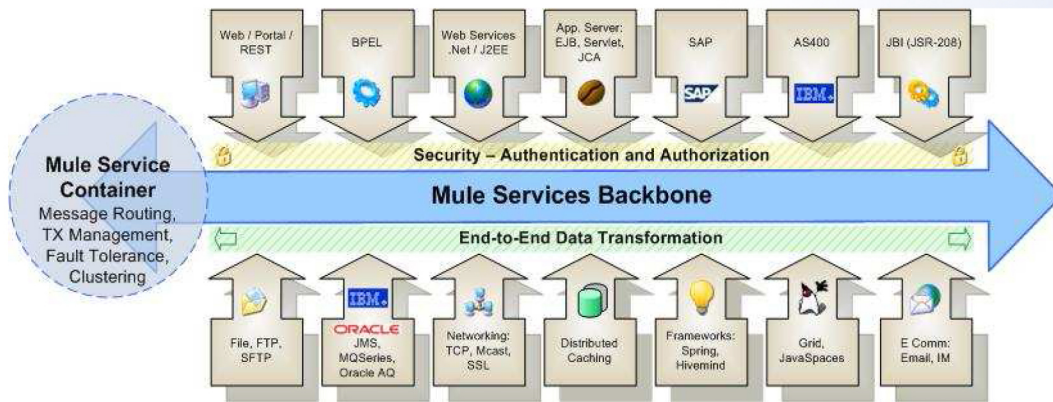 Web / Portal /
REST
BPEL
Web Services
.Net / J2EE
App. Server:
EJB, Servlet,
JCA
SAP
AS400
JBI (JSR-208)
SAP
IBM
Security – Authentication and Authorization
Mule Service
Container
Message Routing,
TX Management,
Fault Tolerance,
Clustering
Mule Services Backbone
End-to-End Data Transformation
File, FTP,
SFTP
IBM
ORACLE
JMS,
MQSeries,
Oracle AQ
Networking:
TCP, Mcast,
SSL
Distributed
Caching
Frameworks:
Spring,
Hivemind
Grid,
JavaSpaces
E Comm:
Email, IM